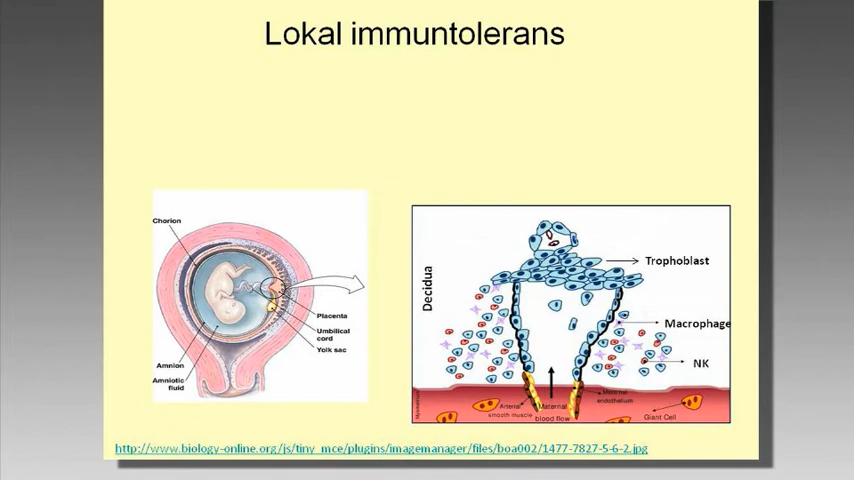 Lokal immuntolerans
Chorion
Placenta
Umbilical
cord
Yolk sac
Amnion
Amniotic
fluid
Decidua
Trophoblast
Macrophage
NK
Arterial
smooth muscle
Maternal
blood flow
Maternal
endothelium
Giant Cell
Myometrium
http://www.biology-online.org/js/tiny_mce/plugins/imagemanager/files/boa002/1477-7827-5-6-2.jpg